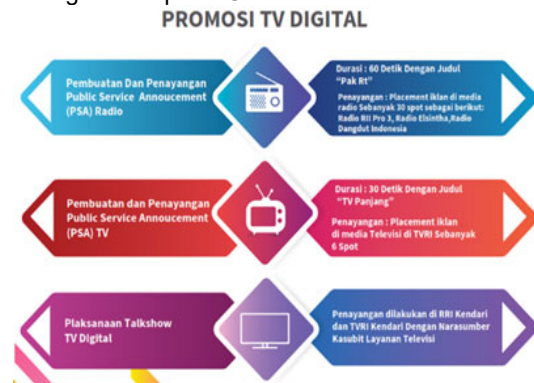 PROMOSI TV DIGITAL
Pembuatan Dan Penayangan
Public Service Annoucement
(PSA) Radio
Durasi : 60 Detik Dengan Judul
"Pak Rt"
Penayangan : Placement iklan di media
radio Sebanyak 30 spot sebagai berikut:
Radio RII Pro 3, Radio Elsintha,Radio
Dangdut Indonesia
Pembuatan dan Penayangan
Public Service Annoucement
(PSA) TV
Durasi : 30 Detik Dengan Judul
"TV Panjang"
Penayangan : Placement iklan
di media Televisi di TVRI Sebanyak
6 Spot
Plaksanaan Talkshow
TV Digital
Penayangan dilakukan di RRI Kendari
dan TVRI Kendari Dengan Narasumber
Kasubit Layanan Televisi